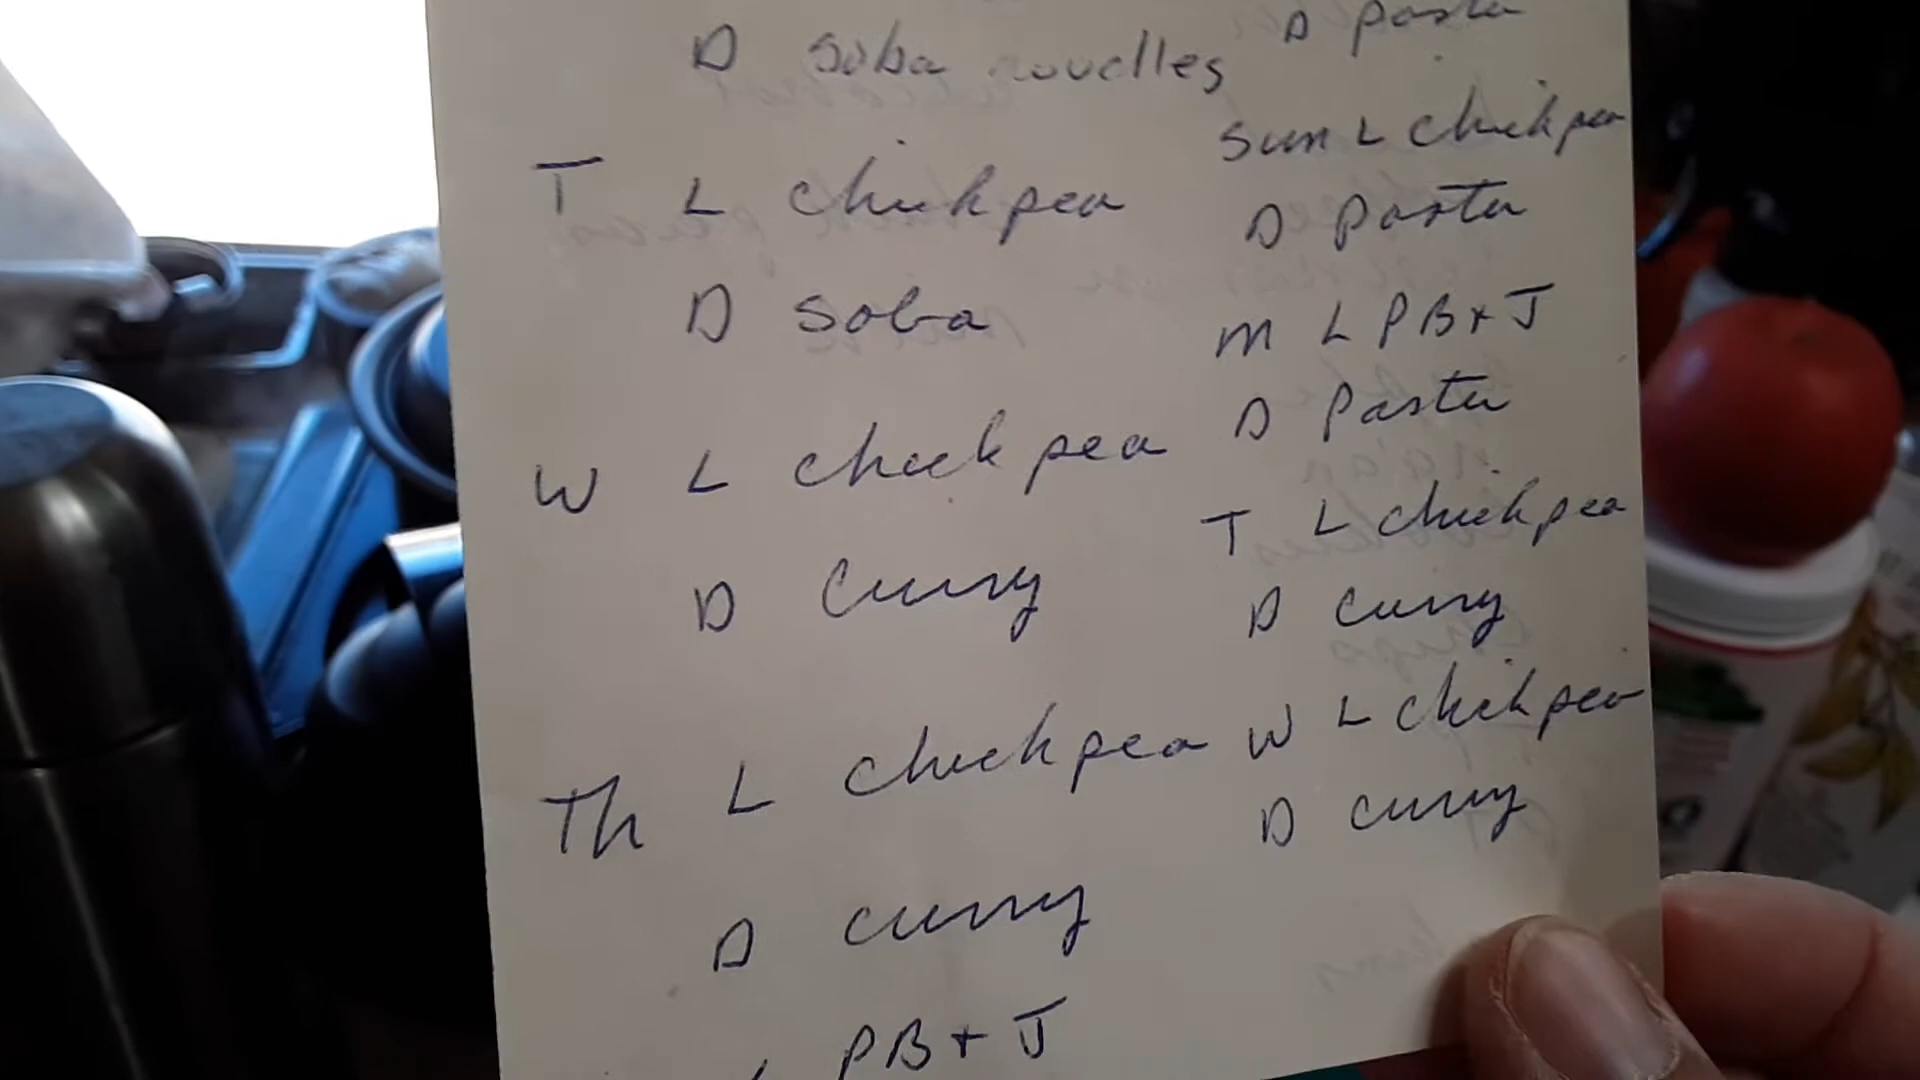 D soba noodles
T L chickpea
D soba
W L chickpea
D curry
Th L chickpea
D curry
L PB + J
D pasta
Sun L chickpea
D pasta
M L PB + J
D pasta
T L chickpea
D curry
W L chickpea
D curry